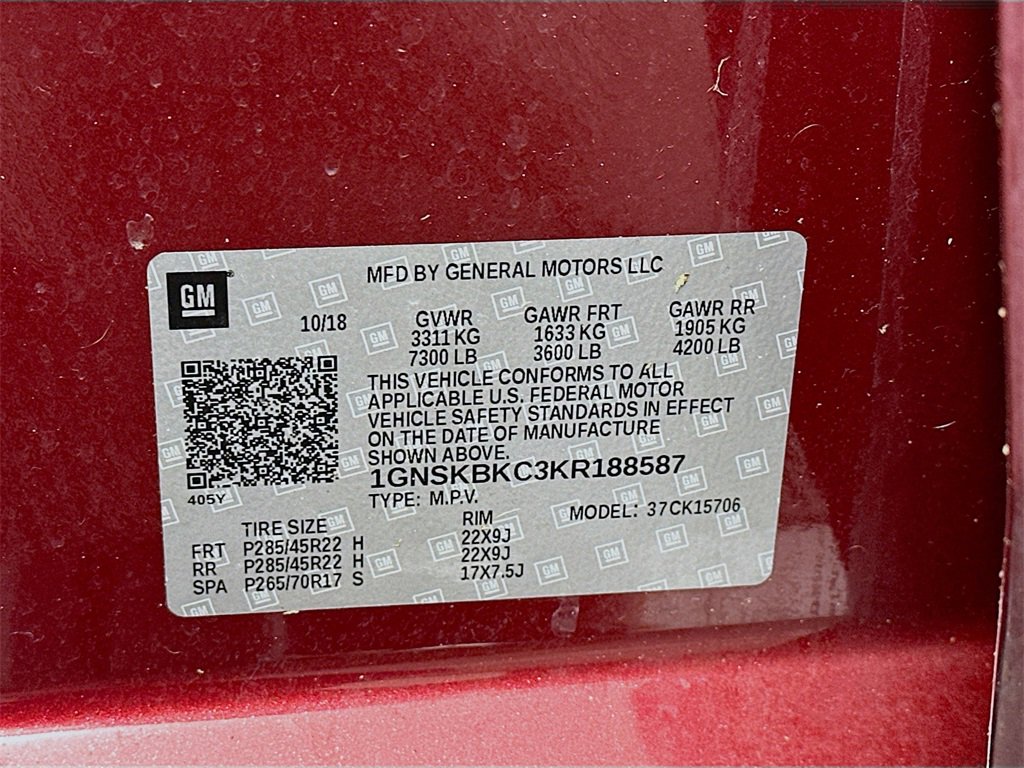 GM
MFD BY GENERAL MOTORS LLC
10/18
GVWR GAWR FRT GAWR RR
3311 KG 1633 KG 1905 KG
7300 LB 3600 LB 4200 LB
THIS VEHICLE CONFORMS TO ALL
APPLICABLE U.S. FEDERAL MOTOR
VEHICLE SAFETY STANDARDS IN EFFECT
ON THE DATE OF MANUFACTURE
SHOWN ABOVE.
1GNSKBKC3KR188587
405Y
TYPE: M.P.V. MODEL: 37CK15706
TIRE SIZE RIM
FRT P285/45R22 H 22X9J
RR P285/45R22 H 22X9J
SPA P265/70R17 S 17X7.5J